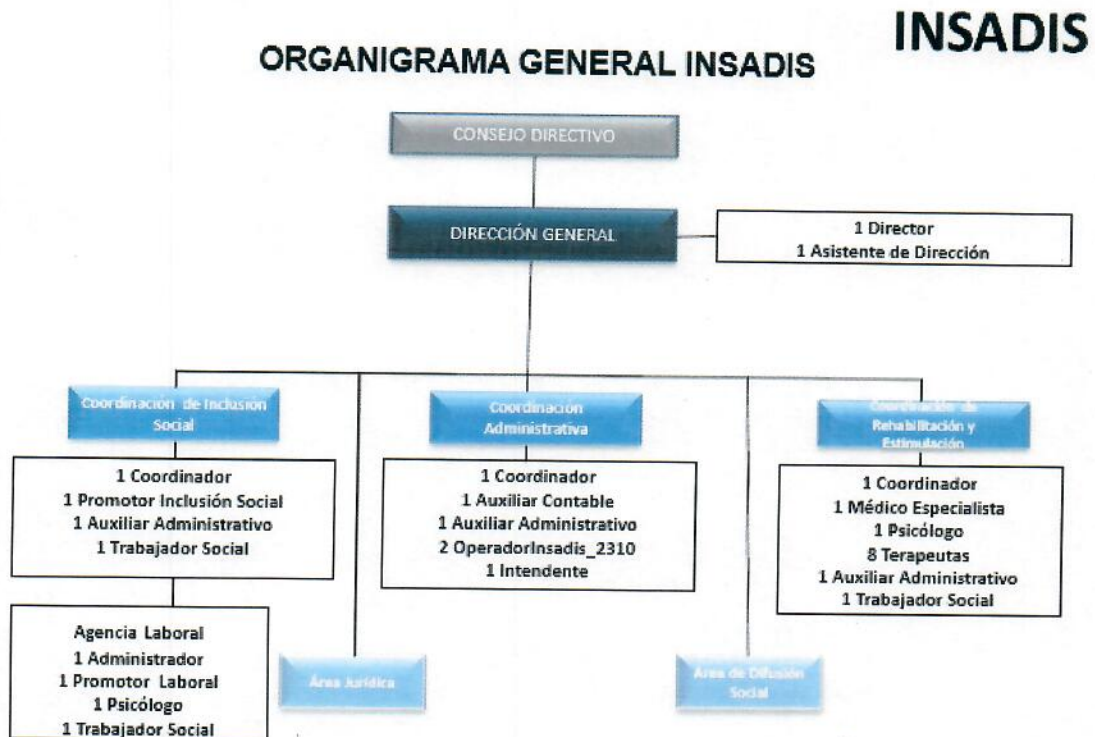 INSADIS
ORGANIGRAMA GENERAL INSADIS
CONSEJO DIRECTIVO
DIRECCIÓN GENERAL
1 Director
1 Asistente de Dirección
Coordinación de Inclusión
Social
Coordinación
Administrativa
Coordinación de
Rehabilitación y
Estimulación
1 Coordinador
1 Promotor Inclusión Social
1 Auxiliar Administrativo
1 Trabajador Social
1 Coordinador
1 Auxiliar Contable
1 Auxiliar Administrativo
2 OperadorInsadis_2310
1 Intendente
1 Coordinador
1 Médico Especialista
1 Psicólogo
8 Terapeutas
1 Auxiliar Administrativo
1 Trabajador Social
Agencia Laboral
1 Administrador
1 Promotor Laboral
1 Psicólogo
1 Trabajador Social
Área Jurídica
Área de Difusión
Social